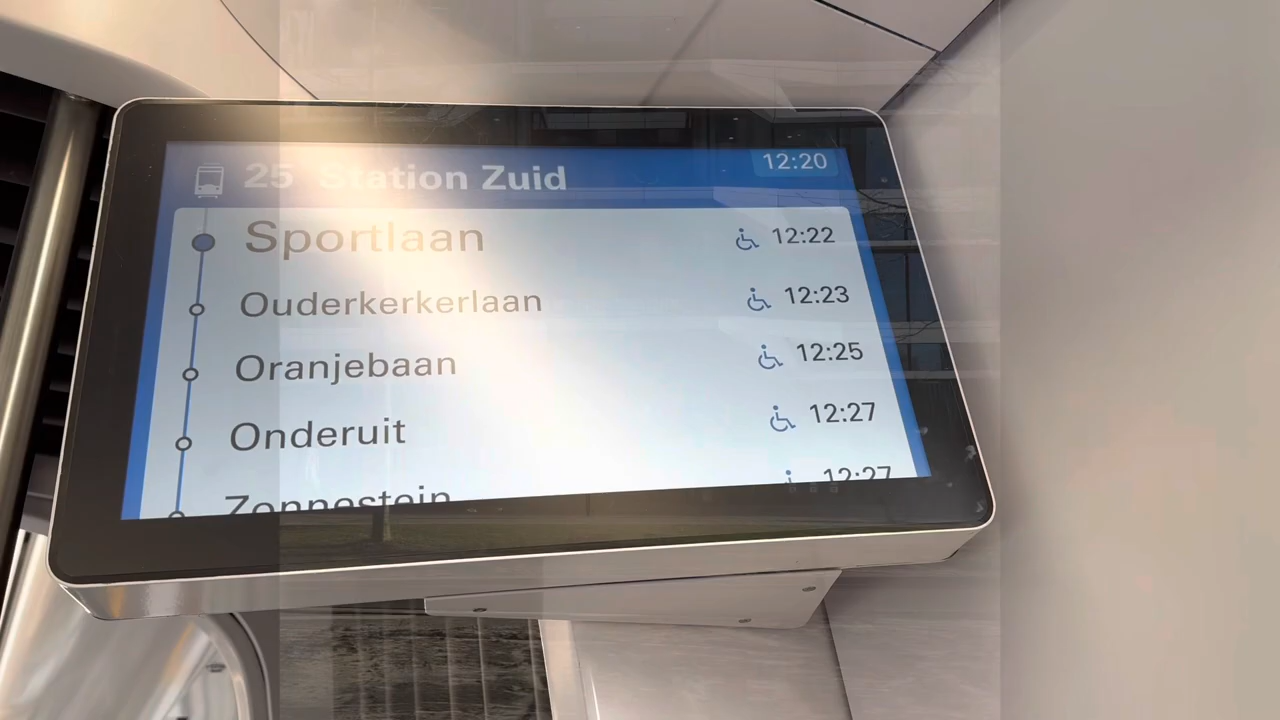 25 Station Zuid 12:20
Sportlaan 12:22
Ouderkerkerlaan 12:23
Oranjebaan 12:25
Onderuit 12:27
Zonnestein 12:27